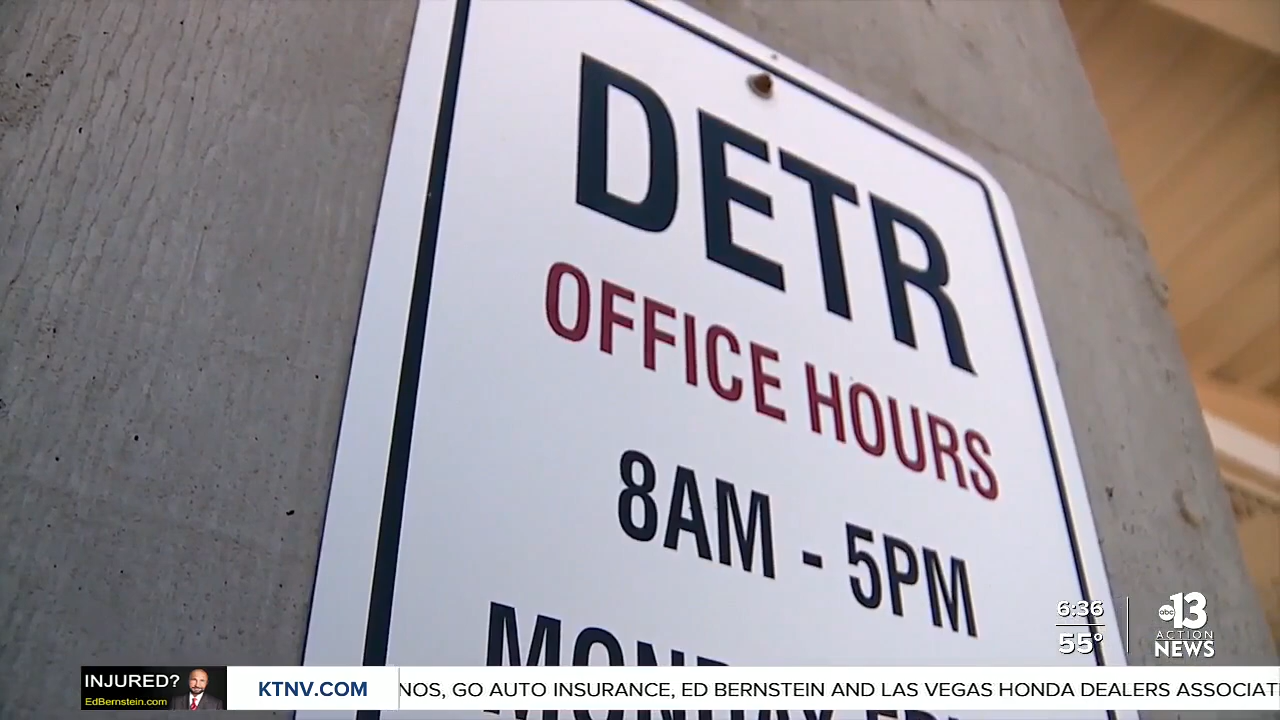 DETR
OFFICE HOURS
8AM - 5PM
6:36
55°
abc 13
ACTION
NEWS
INJURED?
EdBernstein.com
KTNV.COM
NOS, GO AUTO INSURANCE, ED BERNSTEIN AND LAS VEGAS HONDA DEALERS ASSOCIAT